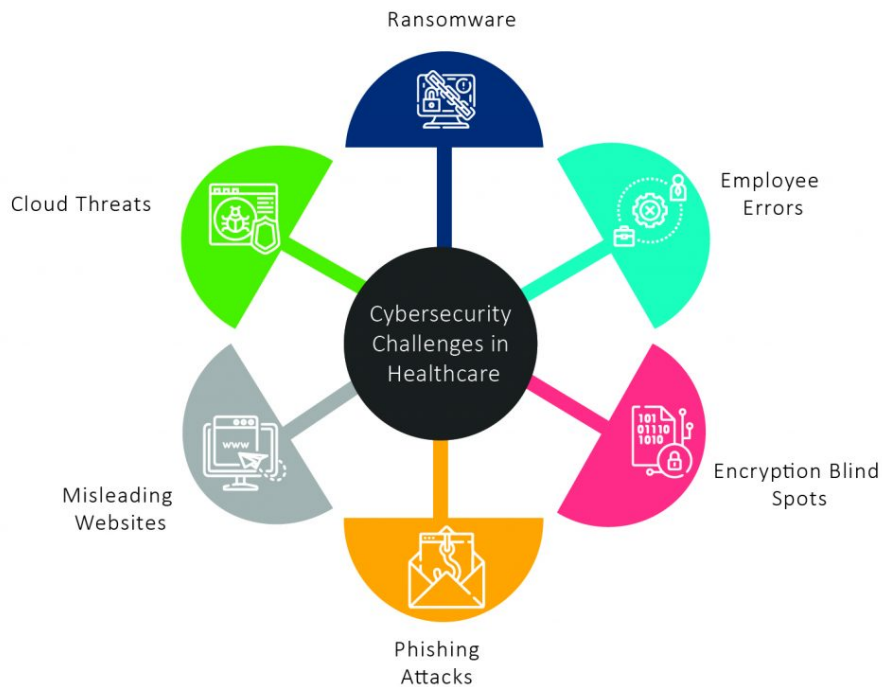 Ransomware
Employee
Errors
Encryption Blind
Spots
Phishing
Attacks
Misleading
Websites
Cloud Threats
Cybersecurity
Challenges in
Healthcare
www
101
01110
1010